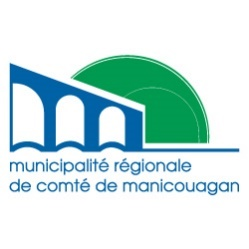 municipalité régionale
de comté de manicouagan